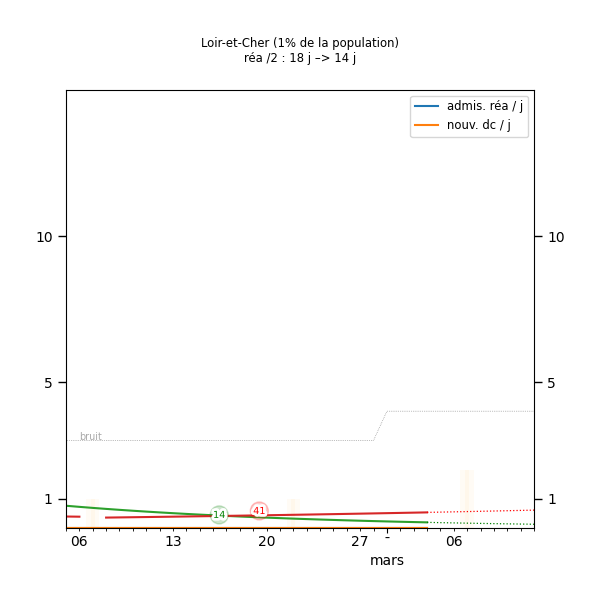 Loir-et-Cher (1% de la population)
réa /2 : 18 j –> 14 j
admis. réa / j
nouv. dc / j
10
10
5
5
bruit
1
1
14
41
06
13
20
27
-
06
mars